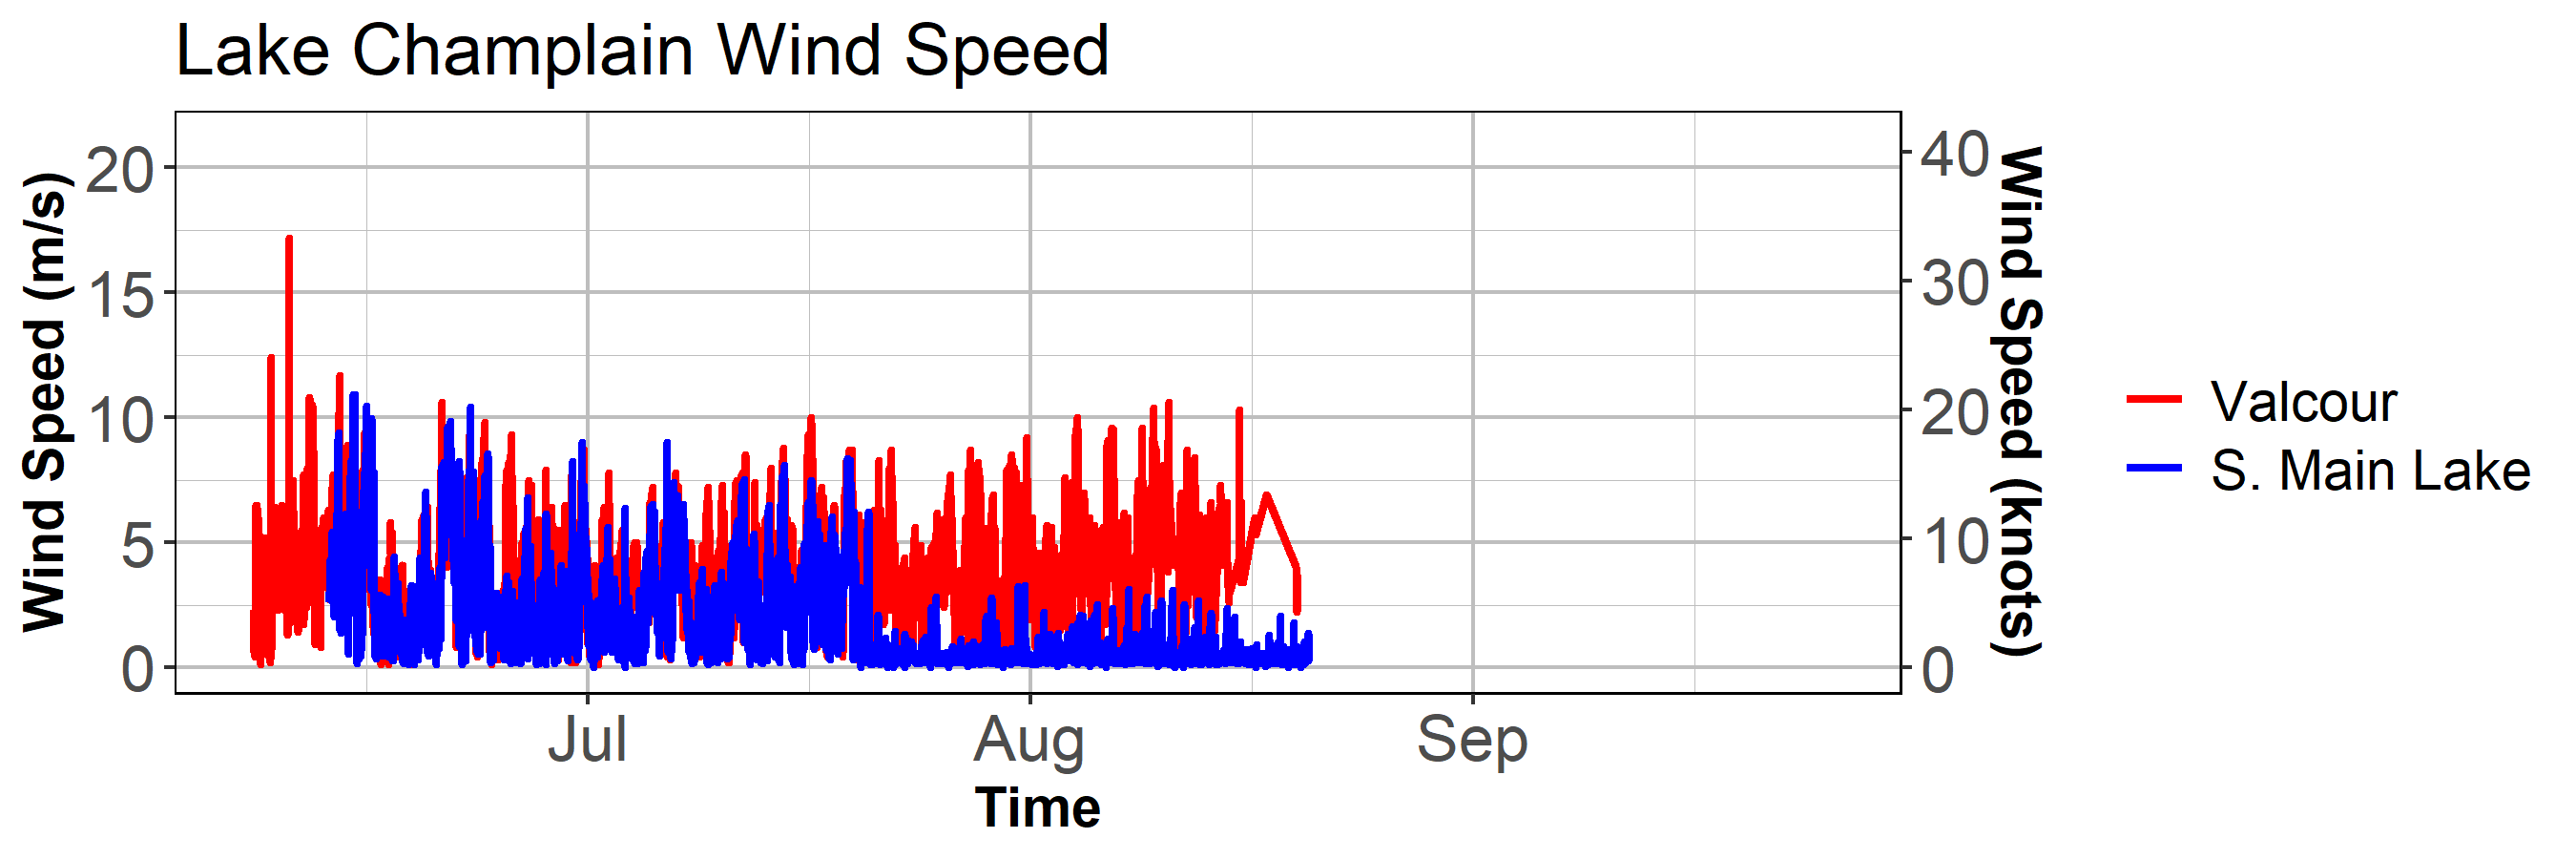 Lake Champlain Wind Speed
Wind Speed (m/s)
20
15
10
5
0
40
30
20
10
0
Wind Speed (knots)
Valcour
S. Main Lake
Jul
Aug
Sep
Time